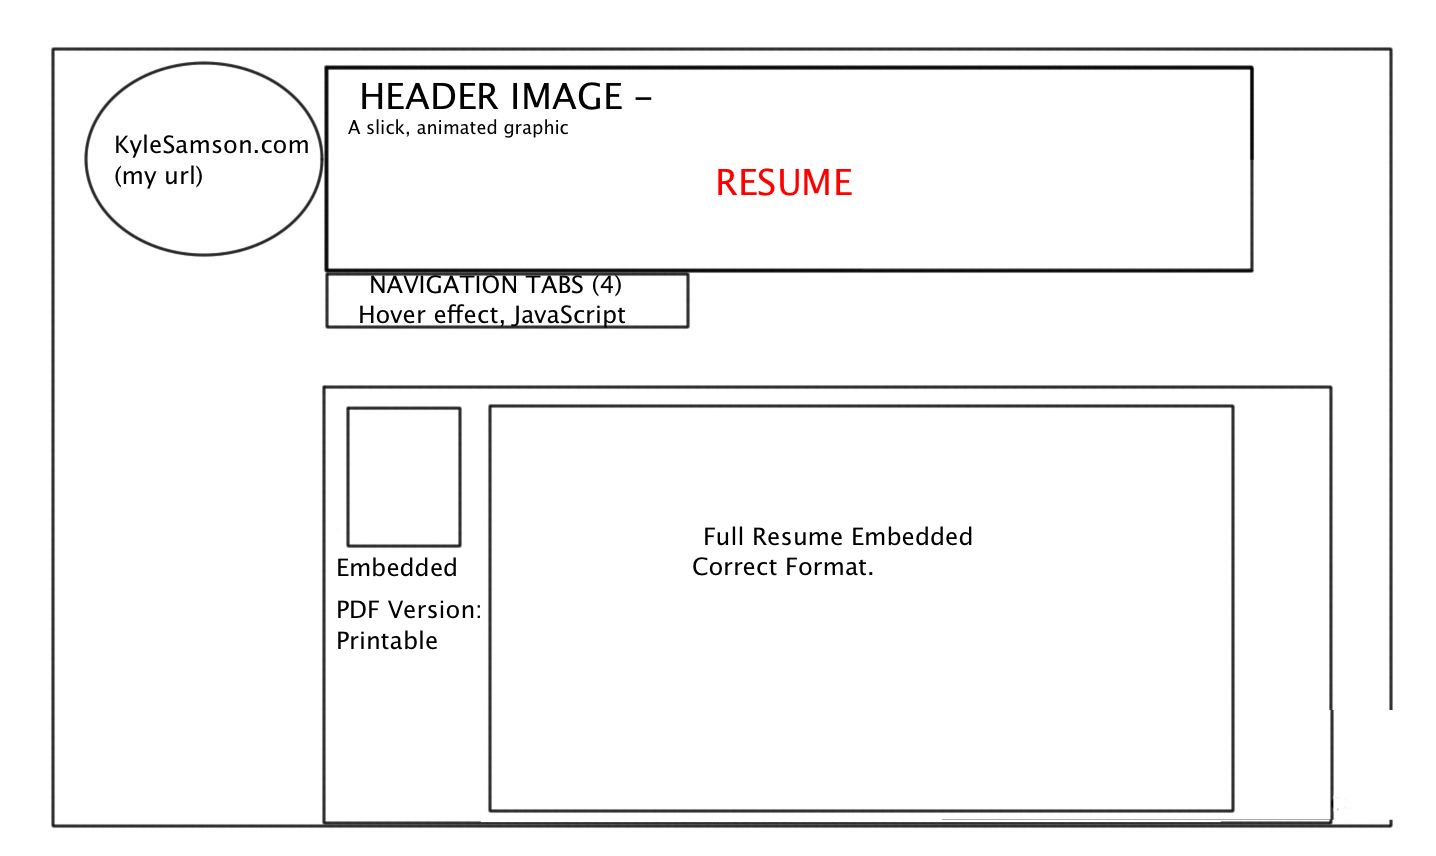 KyleSamson.com
(my url)
HEADER IMAGE –
A slick, animated graphic
RESUME
NAVIGATION TABS (4)
Hover effect, JavaScript
Embedded
PDF Version:
Printable
Full Resume Embedded
Correct Format.